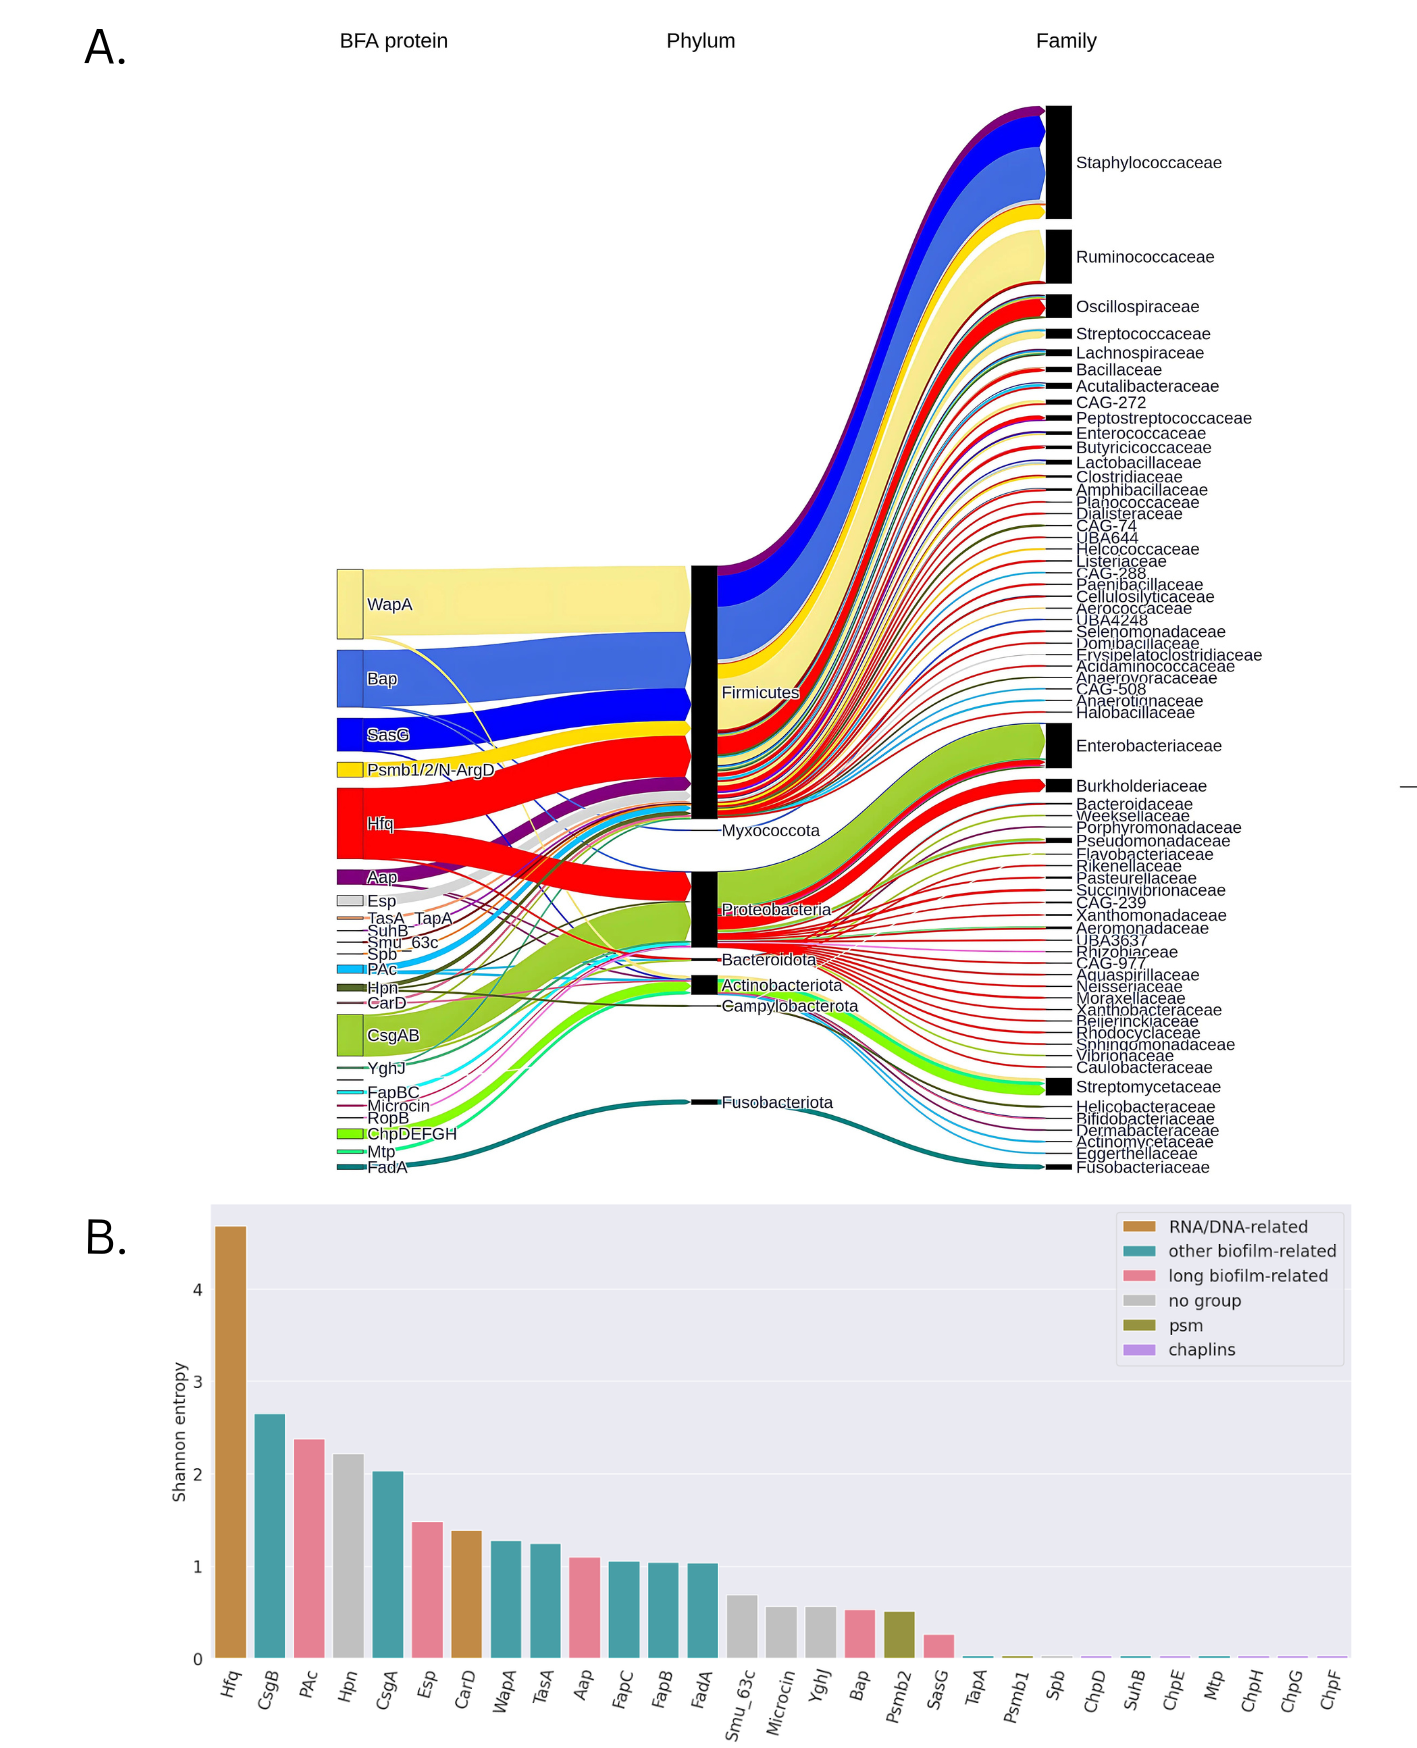 A.
BFA protein
Phylum
Family
Staphylococcaceae
Ruminococcaceae
Oscillospiraceae
Streptococcaceae
Lachnospiraceae
Bacillaceae
Acutalibacteraceae
CAG-272
Peptostreptococcaceae
Enterococcaceae
Butyricicoccaceae
Lactobacillaceae
Clostridiaceae
Amphibacillaceae
Planococcaceae
Dialisteraceae
CAG-74
UBA644
Helcococcaceae
Listeriaceae
CAG-288
Paenibacillaceae
Cellulosilyticaceae
Aerococcaceae
UBA4248
Selenomonadaceae
Domibacillaceae
Erysipelatoclostridiaceae
Acidaminococcaceae
Anaerovoracaceae
CAG-508
Anaerotignaceae
Halobacillaceae
Enterobacteriaceae
Burkholderiaceae
Bacteroidaceae
Weeksellaceae
Porphyromonadaceae
Pseudomonadaceae
Flavobacteriaceae
Rikenellaceae
Pasteurellaceae
Succinivibrionaceae
CAG-239
Xanthomonadaceae
Aeromonadaceae
UBA3637
Rhizobiaceae
CAG-977
Aquaspirillaceae
Neisseriaceae
Moraxellaceae
Xanthobacteraceae
Beijerinckiaceae
Rhodocyclaceae
Sphingomonadaceae
Vibrionaceae
Caulobacteraceae
Streptomycetaceae
Helicobacteraceae
Bifidobacteriaceae
Dermabacteraceae
Actinomycetaceae
Eggerthellaceae
Fusobacteriaceae
WapA
Bap
SasG
Psmb1/2/N-ArgD
Hfq
Aap
Esp
TasA_TapA
SuhB
Smu_63c
Spb
PAc
Hpn
CarD
CsgAB
YghJ
FapBC
Microcin
RopB
ChpDEFGH
Mtp
FadA
Firmicutes
Myxococcota
Proteobacteria
Bacteroidota
Actinobacteriota
Campylobacterota
Fusobacteriota
B.
RNA/DNA-related
other biofilm-related
long biofilm-related
no group
psm
chaplins
Shannon entropy
4
3
2
1
0
Hfq
CsgB
PAc
Hpn
CsgA
Esp
CarD
WapA
TasA
Aap
FapC
FapB
FadA
Smu_63c
Microcin
YghJ
Bap
Psmb2
SasG
TapA
Psmb1
Spb
ChpD
SuhB
ChpE
Mtp
ChpH
ChpG
ChpF